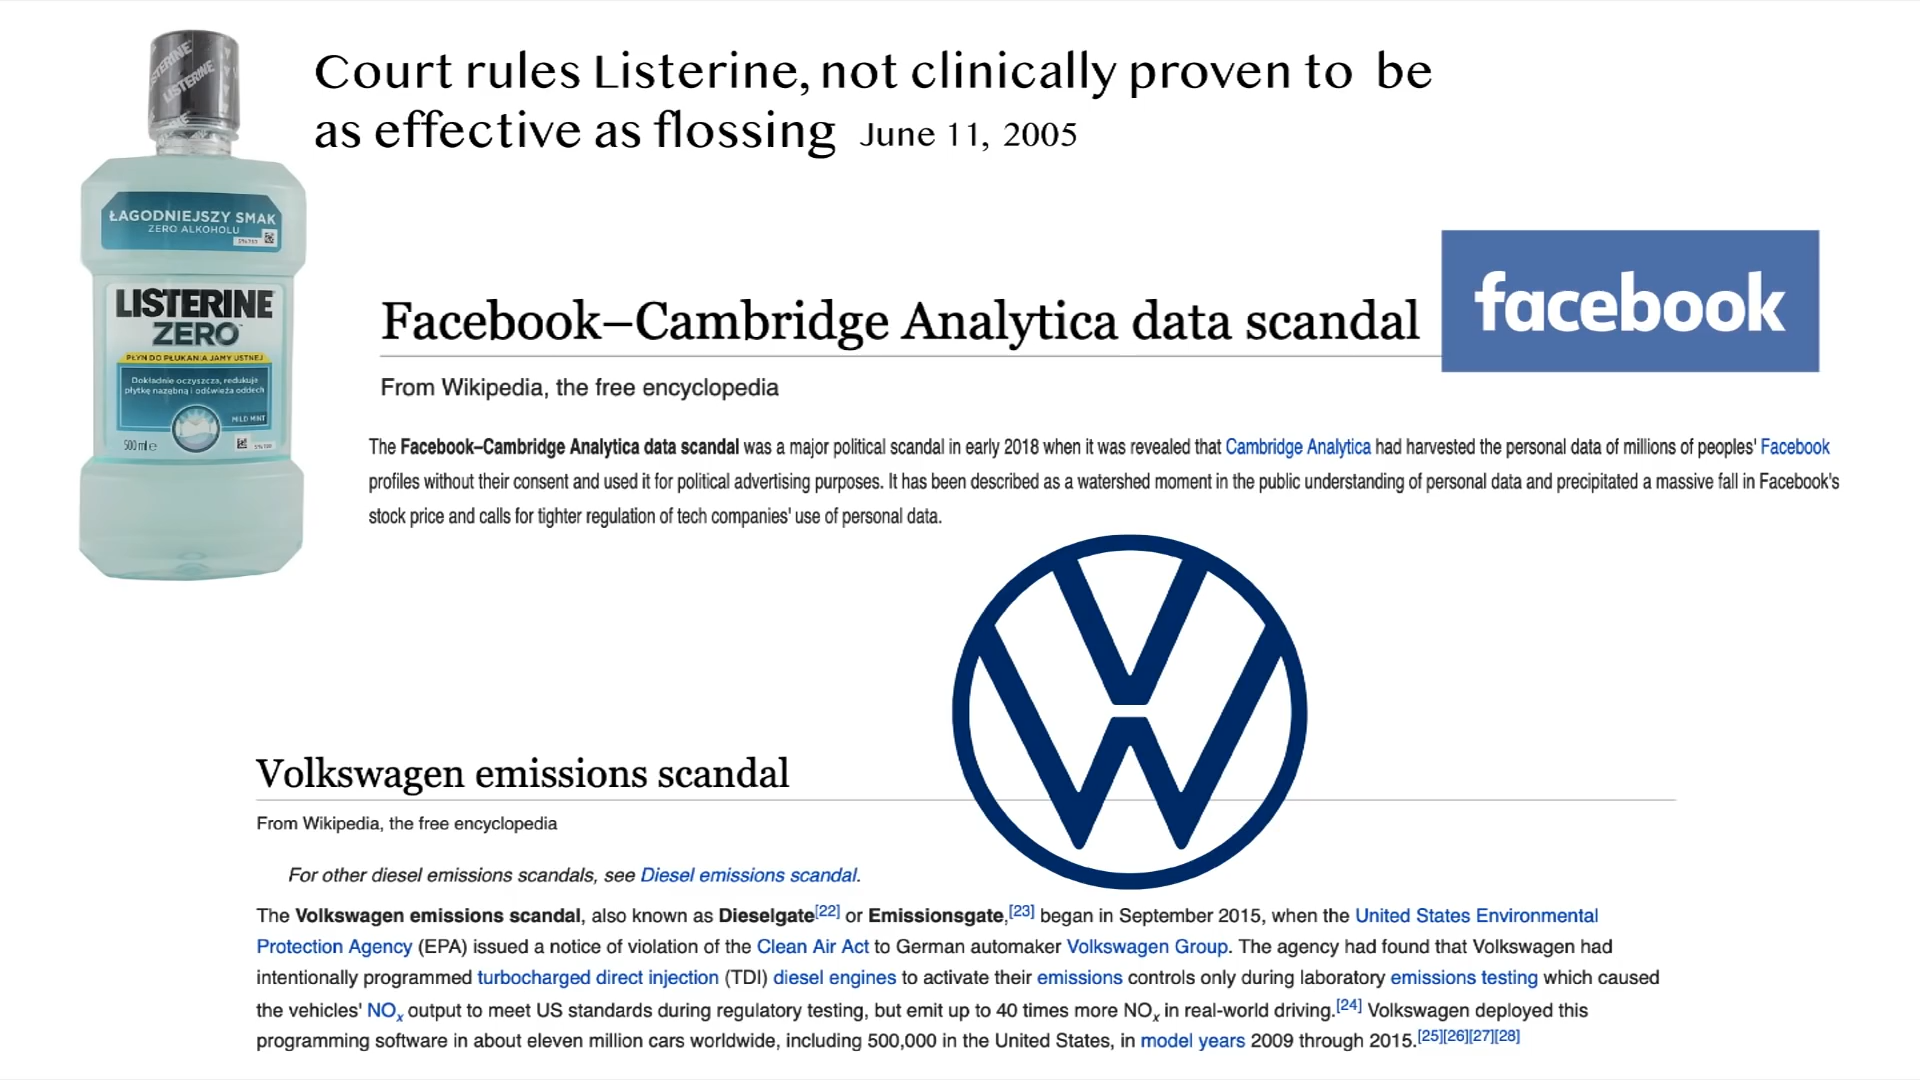 Court rules Listerine, not clinically proven to be
as effective as flossing June 11, 2005
LISTERINE
LISTERINE
ŁAGODNIEJSZY SMAK
ZERO ALKOHOLU
LISTERINE
ZERO™
PŁYN DO PŁUKANIA JAMY USTNEJ
Dokładnie oczyszcza, redukuje
płytkę nazębną i odświeża oddech
MILD MINT
500 ml e
facebook
Facebook–Cambridge Analytica data scandal
From Wikipedia, the free encyclopedia
The Facebook–Cambridge Analytica data scandal was a major political scandal in early 2018 when it was revealed that Cambridge Analytica had harvested the personal data of millions of peoples' Facebook
profiles without their consent and used it for political advertising purposes. It has been described as a watershed moment in the public understanding of personal data and precipitated a massive fall in Facebook's
stock price and calls for tighter regulation of tech companies' use of personal data.
VW
Volkswagen emissions scandal
From Wikipedia, the free encyclopedia
For other diesel emissions scandals, see Diesel emissions scandal.
The Volkswagen emissions scandal, also known as Dieselgate[22] or Emissionsgate,[23] began in September 2015, when the United States Environmental
Protection Agency (EPA) issued a notice of violation of the Clean Air Act to German automaker Volkswagen Group. The agency had found that Volkswagen had
intentionally programmed turbocharged direct injection (TDI) diesel engines to activate their emissions controls only during laboratory emissions testing which caused
the vehicles' NOx output to meet US standards during regulatory testing, but emit up to 40 times more NOx in real-world driving.[24] Volkswagen deployed this
programming software in about eleven million cars worldwide, including 500,000 in the United States, in model years 2009 through 2015.[25][26][27][28]